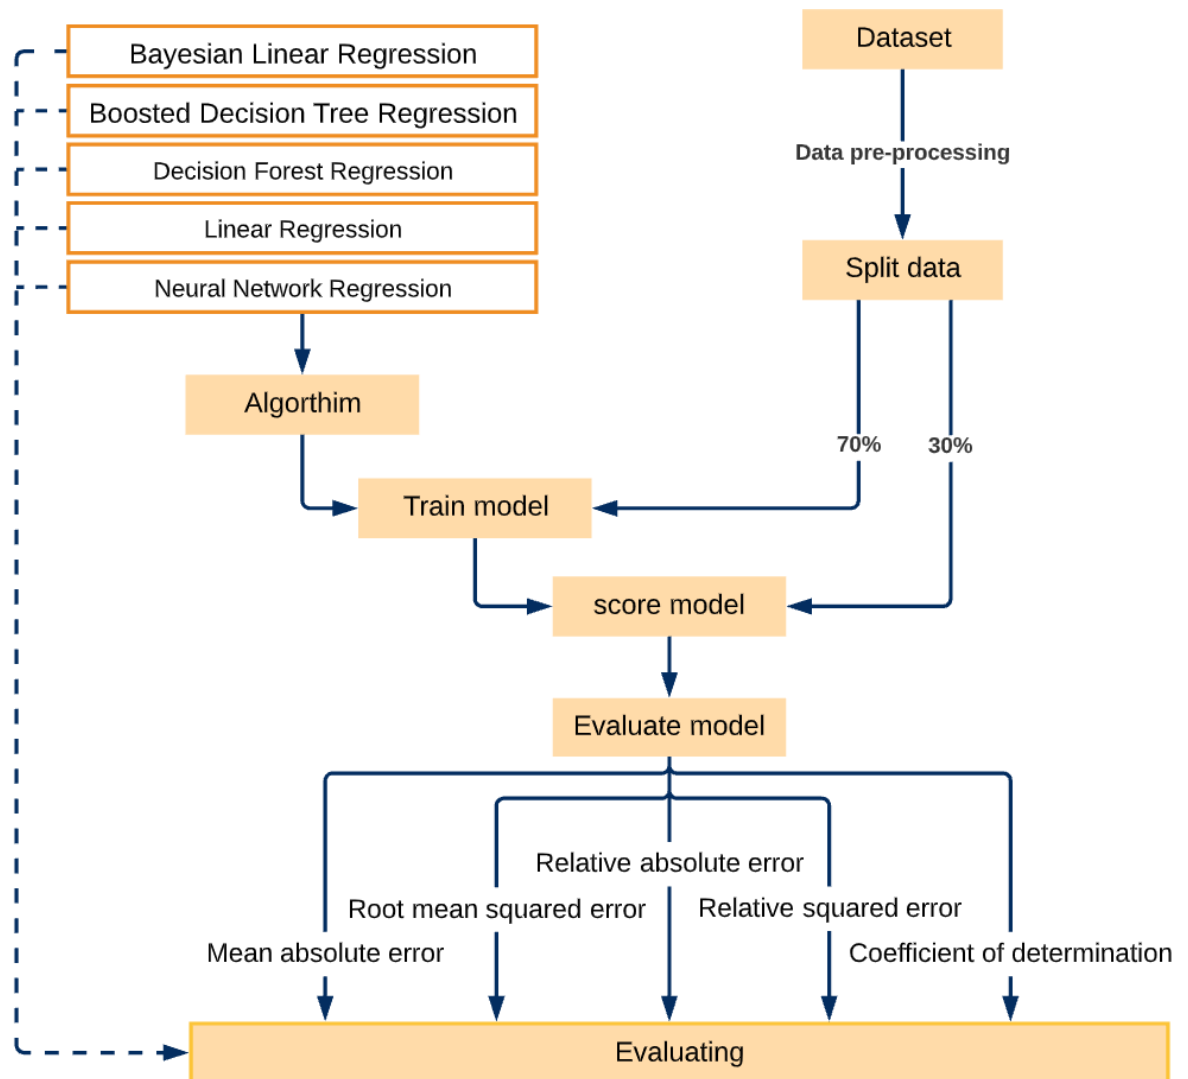 Bayesian Linear Regression
Boosted Decision Tree Regression
Decision Forest Regression
Linear Regression
Neural Network Regression
Dataset
Data pre-processing
Split data
Algorthim
70%
30%
Train model
score model
Evaluate model
Relative absolute error
Root mean squared error
Relative squared error
Mean absolute error
Coefficient of determination
Evaluating